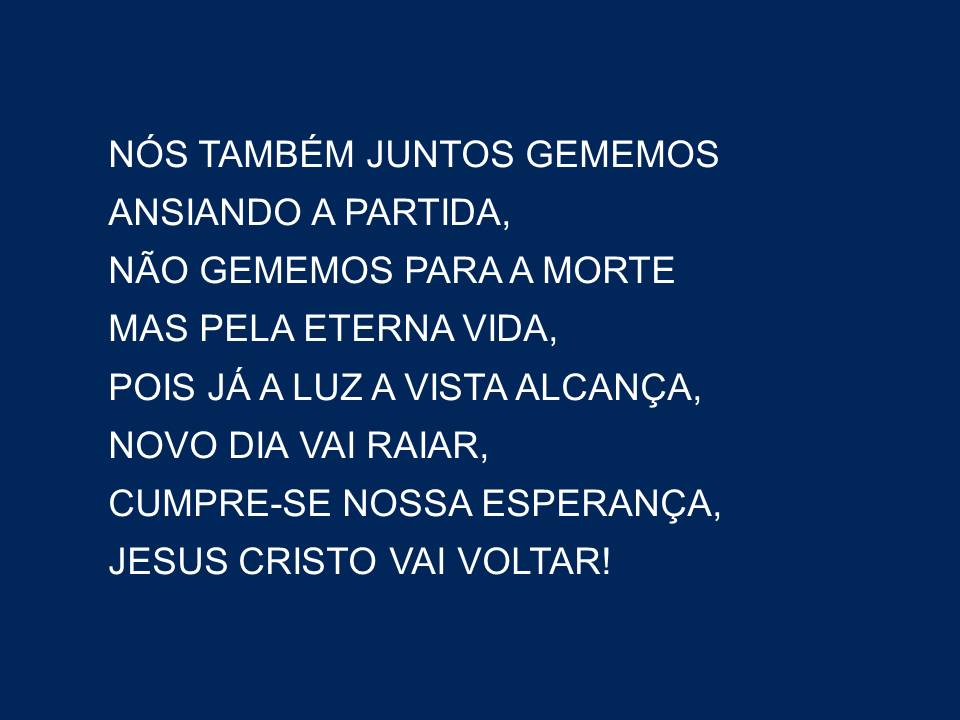 NÓS TAMBÉM JUNTOS GEMEMOS
ANSIANDO A PARTIDA,
NÃO GEMEMOS PARA A MORTE
MAS PELA ETERNA VIDA,
POIS JÁ A LUZ A VISTA ALCANÇA,
NOVO DIA VAI RAIAR,
CUMPRE-SE NOSSA ESPERANÇA,
JESUS CRISTO VAI VOLTAR!